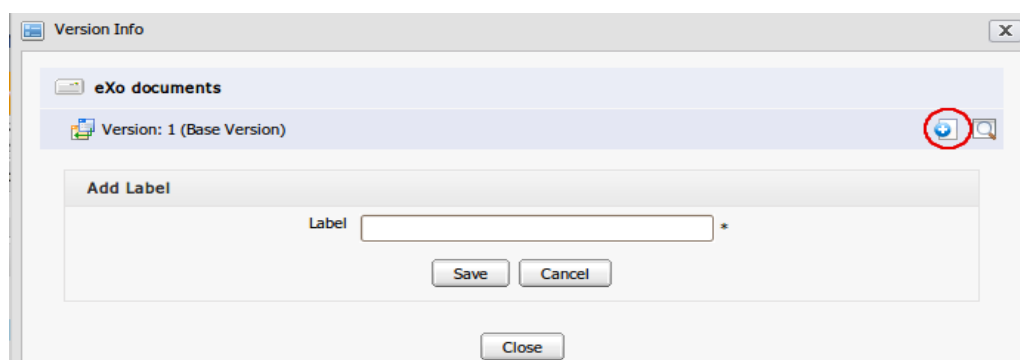 Version Info
eXo documents
Version: 1 (Base Version)
Add Label
Label *
Save Cancel
Close